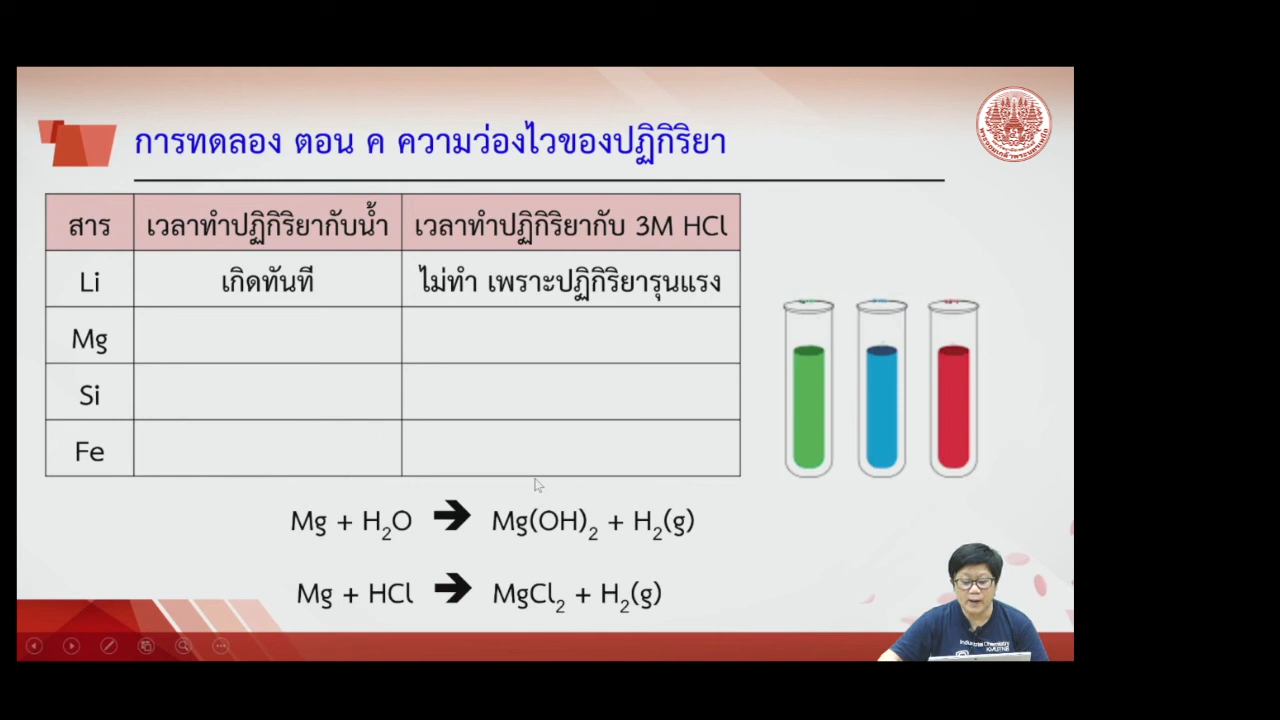 การทดลอง ตอน ค ความว่องไวของปฏิกิริยา
สาร เวลาทำปฏิกิริยากับน้ำ เวลาทำปฏิกิริยากับ 3M HCl
Li เกิดทันที ไม่ทำ เพราะปฏิกิริยารุนแรง
Mg
Si
Fe
Mg + H₂O ➔ Mg(OH)₂ + H₂(g)
Mg + HCl ➔ MgCl₂ + H₂(g)
Industrial Chemistry
KMUTNB